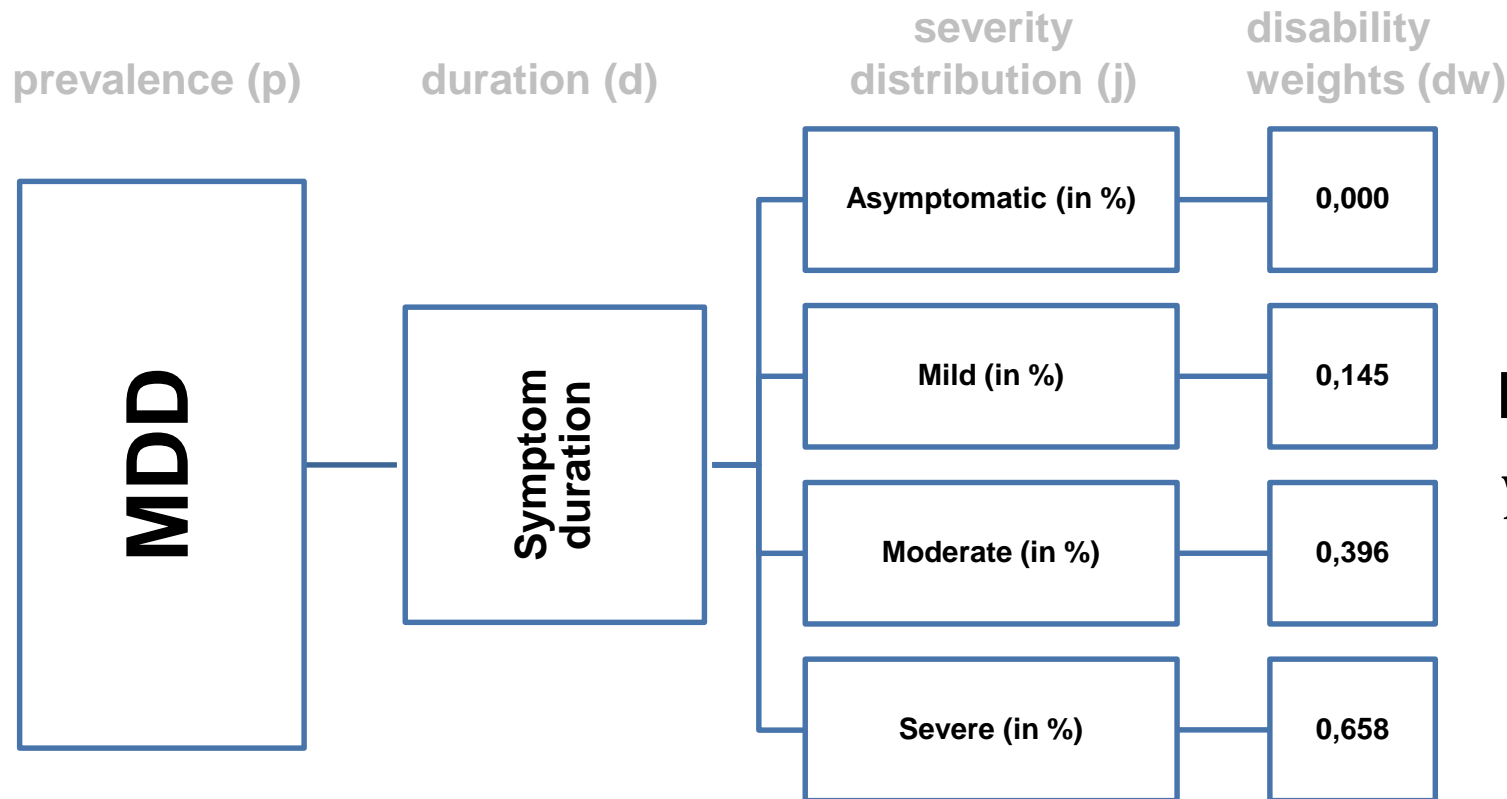 severity
distribution (j)
disability
weights (dw)
prevalence (p)
duration (d)
MDD
Symptom
duration
Asymptomatic (in %)
0,000
Mild (in %)
0,145
Moderate (in %)
0,396
Severe (in %)
0,658